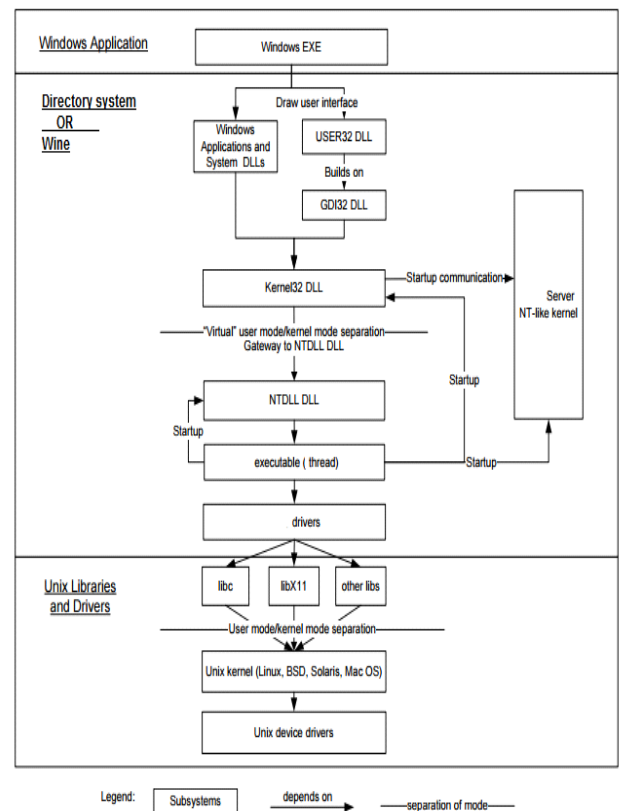 Windows Application
Windows EXE
Directory system
OR
Wine
Draw user interface
Windows
Applications and
System DLLs
USER32 DLL
Builds on
GDI32 DLL
Kernel32 DLL
Startup communication
Server
NT-like kernel
"Virtual" user mode/kernel mode separation
Gateway to NTDLL DLL
Startup
NTDLL DLL
Startup
executable ( thread)
Startup
drivers
Unix Libraries
and Drivers
libc
libX11
other libs
User mode/kernel mode separation
Unix kernel (Linux, BSD, Solaris, Mac OS)
Unix device drivers
Legend:
Subsystems
depends on
separation of mode